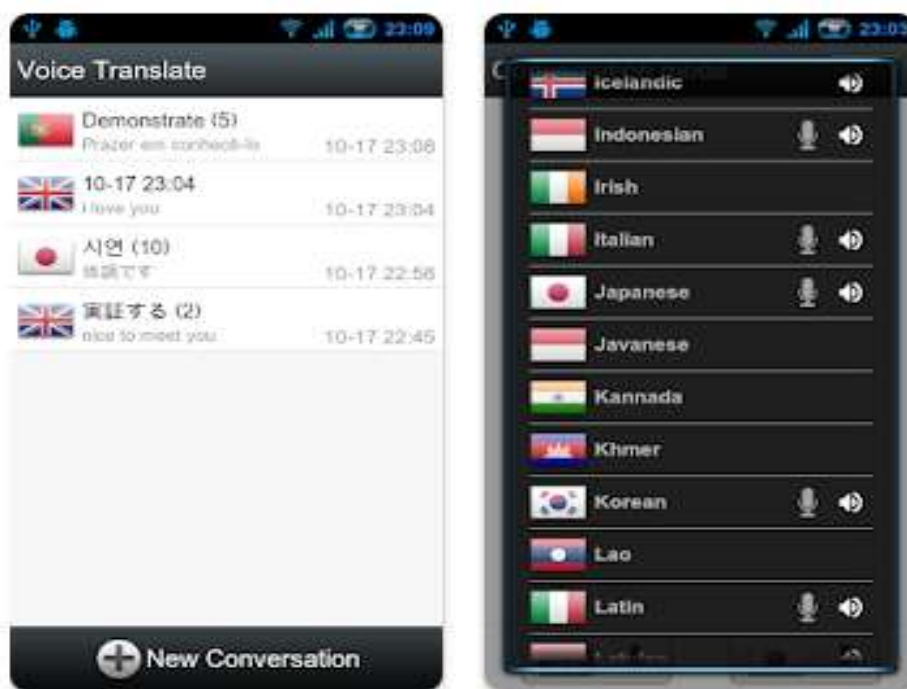 23:09
Voice Translate
Demonstrate (5)
Prazer em conhecê-lo
10-17 23:08
10-17 23:04
I love you
10-17 23:04
시연 (10)
10-17 22:56
実証する (2)
nice to meet you
10-17 22:45
New Conversation
23:03
Icelandic
Indonesian
Irish
Italian
Japanese
Javanese
Kannada
Khmer
Korean
Lao
Latin